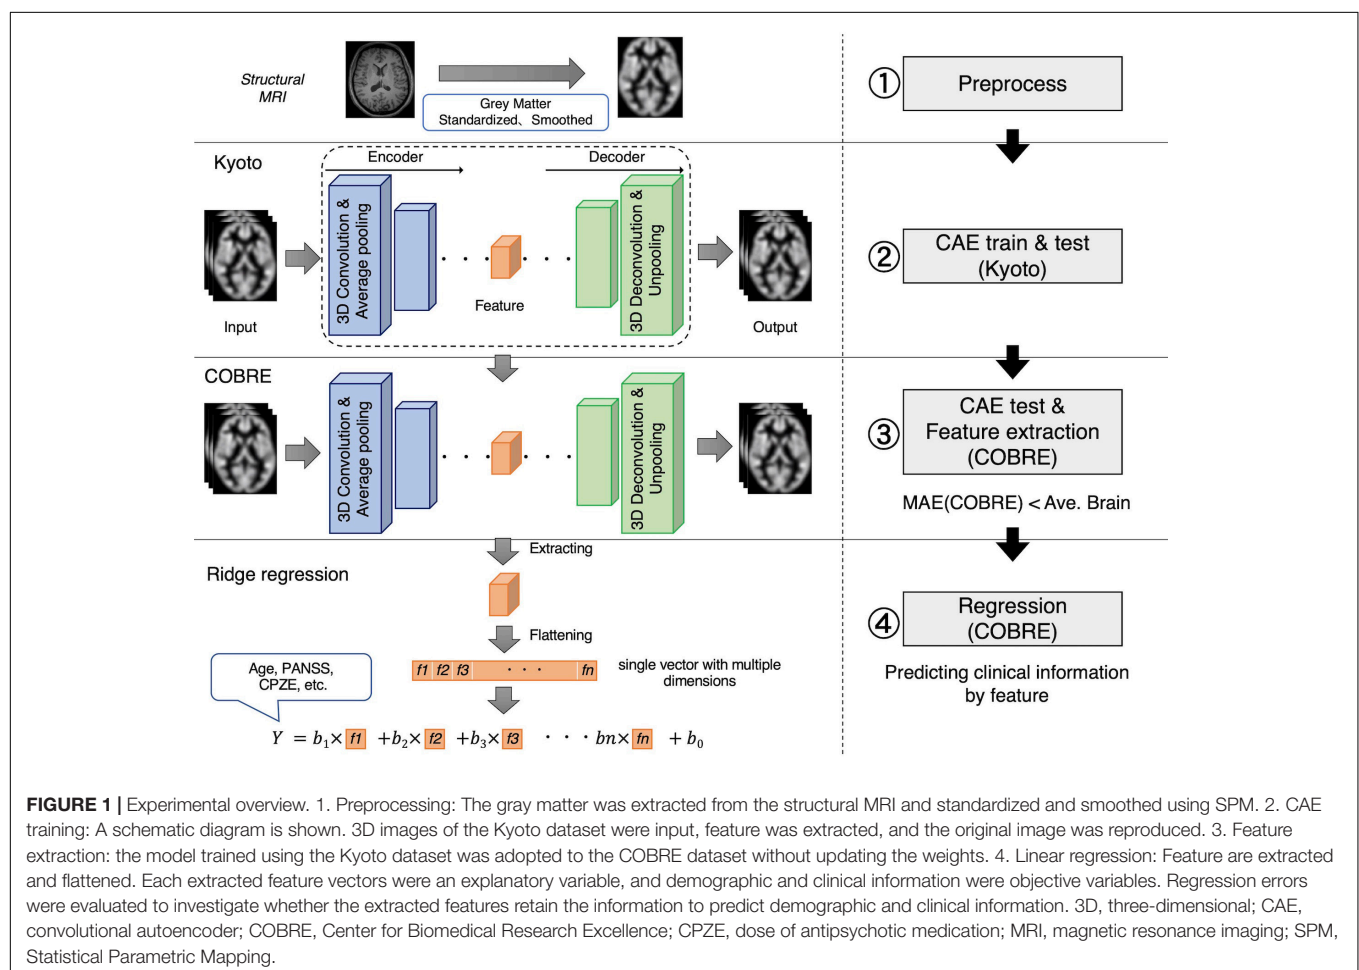 Structural
MRI
Grey Matter
Standardized、Smoothed
① Preprocess
Kyoto
Encoder
Decoder
3D Convolution &
Average pooling
3D Deconvolution &
Unpooling
Input
Feature
Output
② CAE train & test
(Kyoto)
COBRE
3D Convolution &
Average pooling
3D Deconvolution &
Unpooling
③ CAE test &
Feature extraction
(COBRE)
MAE(COBRE) < Ave. Brain
Extracting
Ridge regression
Flattening
f1 f2 f3 · · · fn
single vector with multiple
dimensions
Age, PANSS,
CPZE, etc.
Y = b₁× f1 +b₂× f2 +b₃× f3 · · · bn× fn + b₀
④ Regression
(COBRE)
Predicting clinical information
by feature
FIGURE 1 | Experimental overview. 1. Preprocessing: The gray matter was extracted from the structural MRI and standardized and smoothed using SPM. 2. CAE
training: A schematic diagram is shown. 3D images of the Kyoto dataset were input, feature was extracted, and the original image was reproduced. 3. Feature
extraction: the model trained using the Kyoto dataset was adopted to the COBRE dataset without updating the weights. 4. Linear regression: Feature are extracted
and flattened. Each extracted feature vectors were an explanatory variable, and demographic and clinical information were objective variables. Regression errors
were evaluated to investigate whether the extracted features retain the information to predict demographic and clinical information. 3D, three-dimensional; CAE,
convolutional autoencoder; COBRE, Center for Biomedical Research Excellence; CPZE, dose of antipsychotic medication; MRI, magnetic resonance imaging; SPM,
Statistical Parametric Mapping.